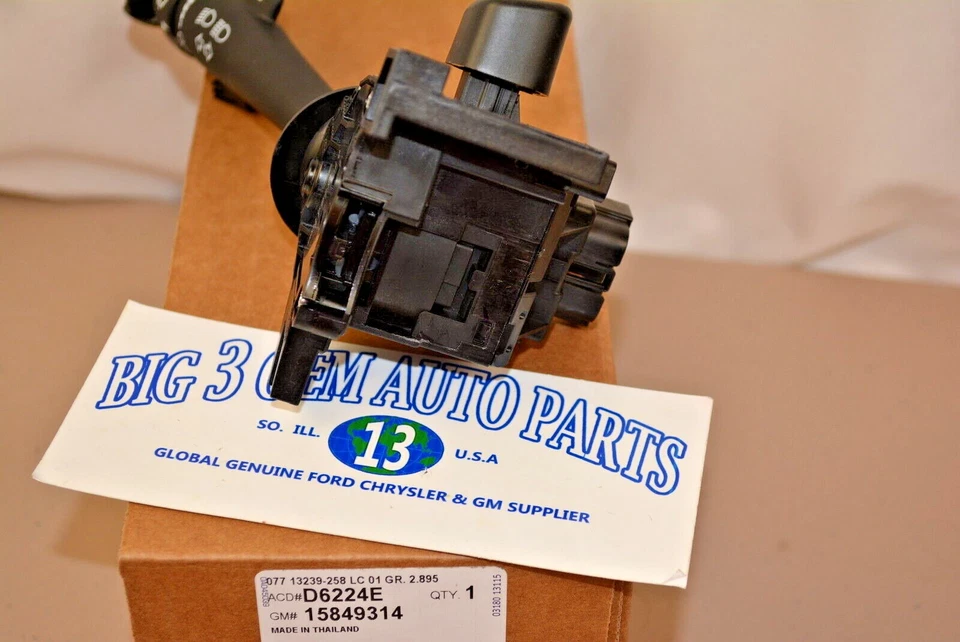 BIG 3 OEM AUTO PARTS
SO. ILL.
13
U.S.A
GLOBAL GENUINE FORD CHRYSLER & GM SUPPLIER
077 13239-258 LC 01 GR. 2.895
ACD# D6224E QTY. 1
GM# 15849314
MADE IN THAILAND
03180 13115